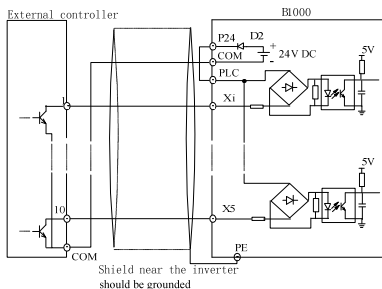 External controller
B1000
P24
D2
5V
COM
+
-
24V DC
PLC
Xi
5V
10
X5
COM
PE
Shield near the inverter
should be grounded